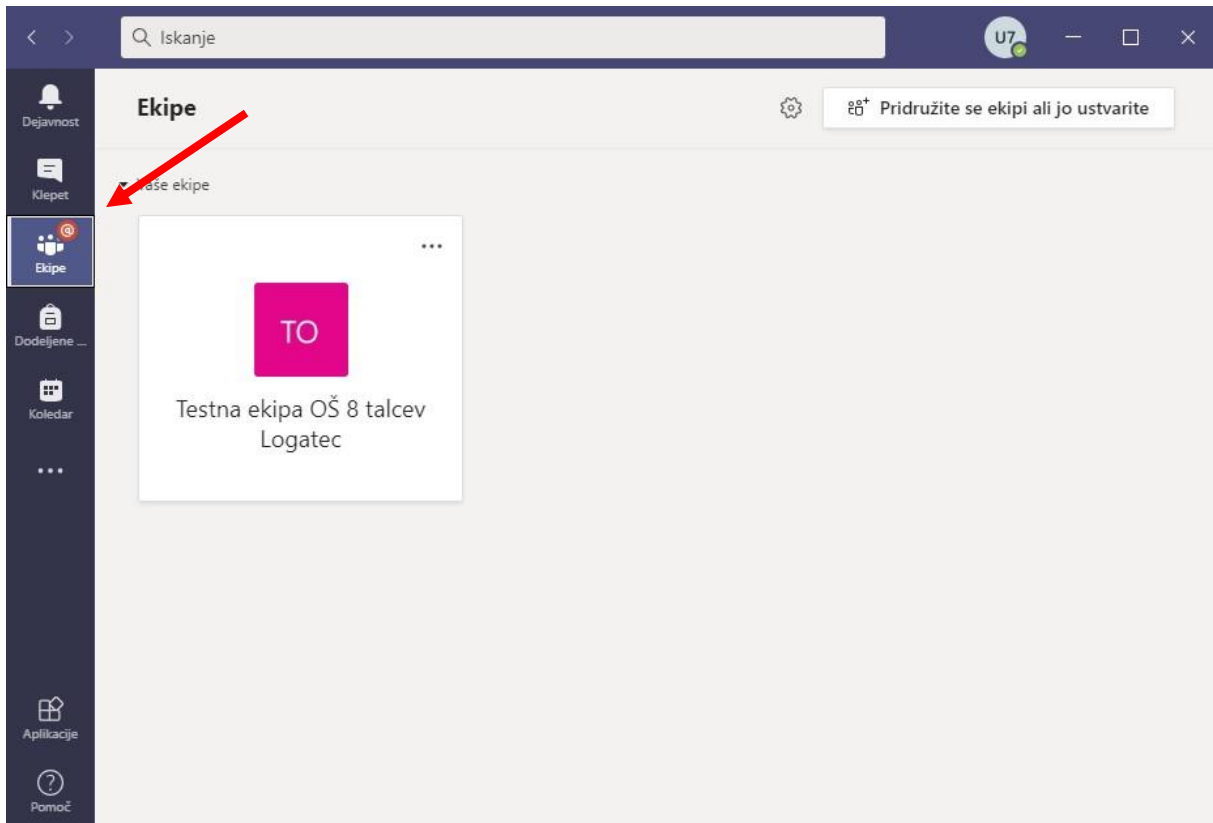 Iskanje
U7
Dejavnost
Ekipe
Pridružite se ekipi ali jo ustvarite
Klepet
Vaše ekipe
@
Ekipe
...
TO
Testna ekipa OŠ 8 talcev
Logatec
Dodeljene ...
Koledar
...
Aplikacije
?
Pomoč